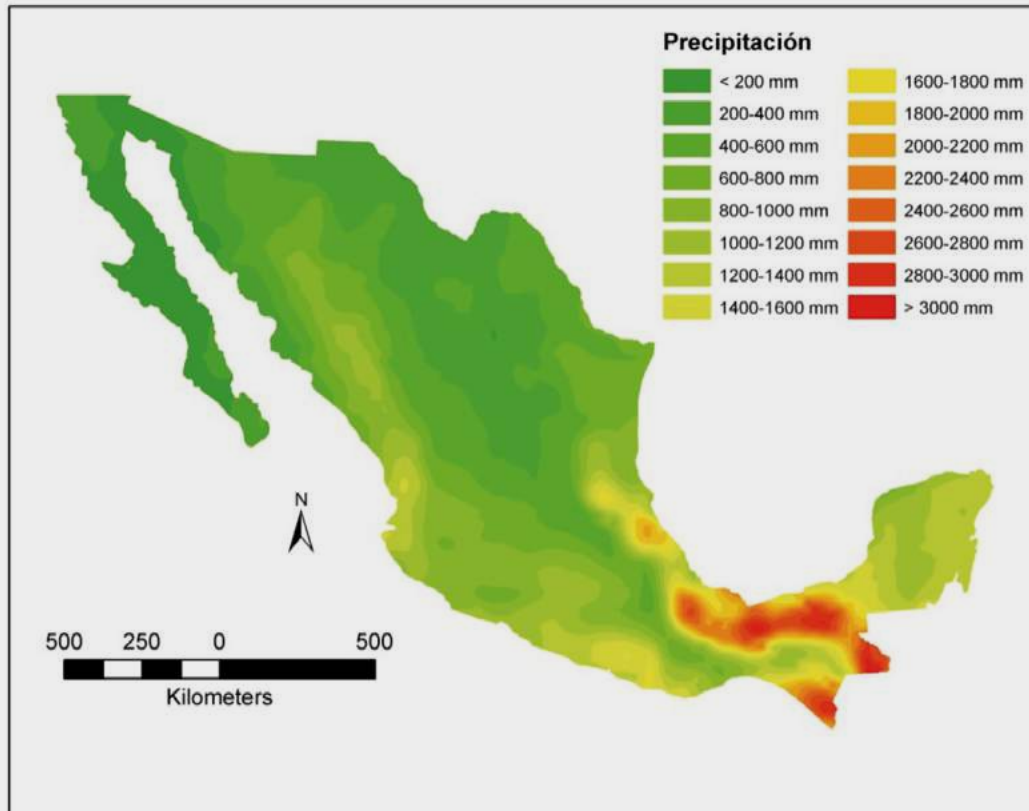 Precipitación
< 200 mm
200-400 mm
400-600 mm
600-800 mm
800-1000 mm
1000-1200 mm
1200-1400 mm
1400-1600 mm
1600-1800 mm
1800-2000 mm
2000-2200 mm
2200-2400 mm
2400-2600 mm
2600-2800 mm
2800-3000 mm
> 3000 mm
N
500 250 0 500
Kilometers